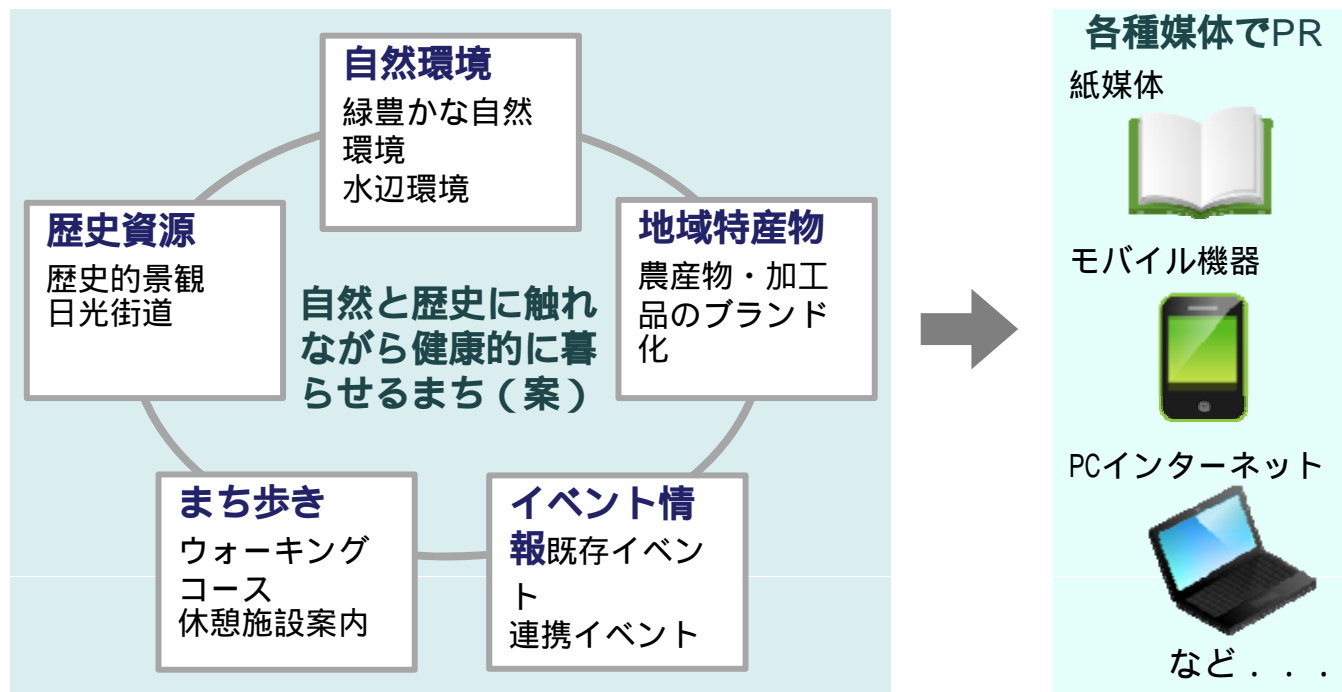 自然環境
緑豊かな自然
環境
水辺環境
歴史資源
歴史的景観
日光街道
地域特産物
農産物・加工
品のブランド
化
自然と歴史に触れ
ながら健康的に暮
らせるまち(案)
まち歩き
ウォーキング
コース
休憩施設案内
イベント情
報既存イベン
ト
連携イベント
各種媒体でPR
紙媒体
モバイル機器
PCインターネット
など...